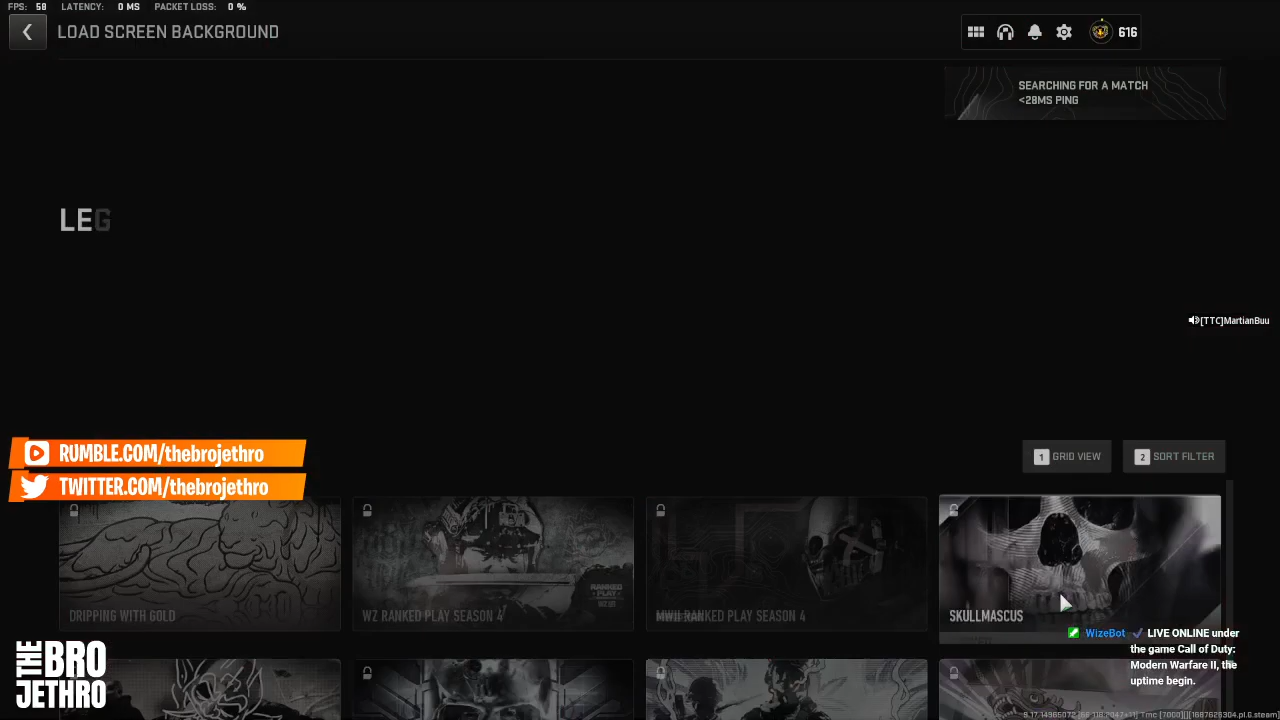 FPS: 58 LATENCY: 0 MS PACKET LOSS: 0 %
LOAD SCREEN BACKGROUND
616
SEARCHING FOR A MATCH
<28MS PING
LEG
[TTC]MartianBuu
RUMBLE.COM/thebrojethro
1 GRID VIEW
2 SORT FILTER
TWITTER.COM/thebrojethro
RANKED
PLAY
DRIPPING WITH GOLD
WZ RANKED PLAY SEASON 4
MWII RANKED PLAY SEASON 4
SKULLMASCUS
WizeBot LIVE ONLINE under
the game Call of Duty:
Modern Warfare II, the
uptime begin.
THE BRO
JETHRO